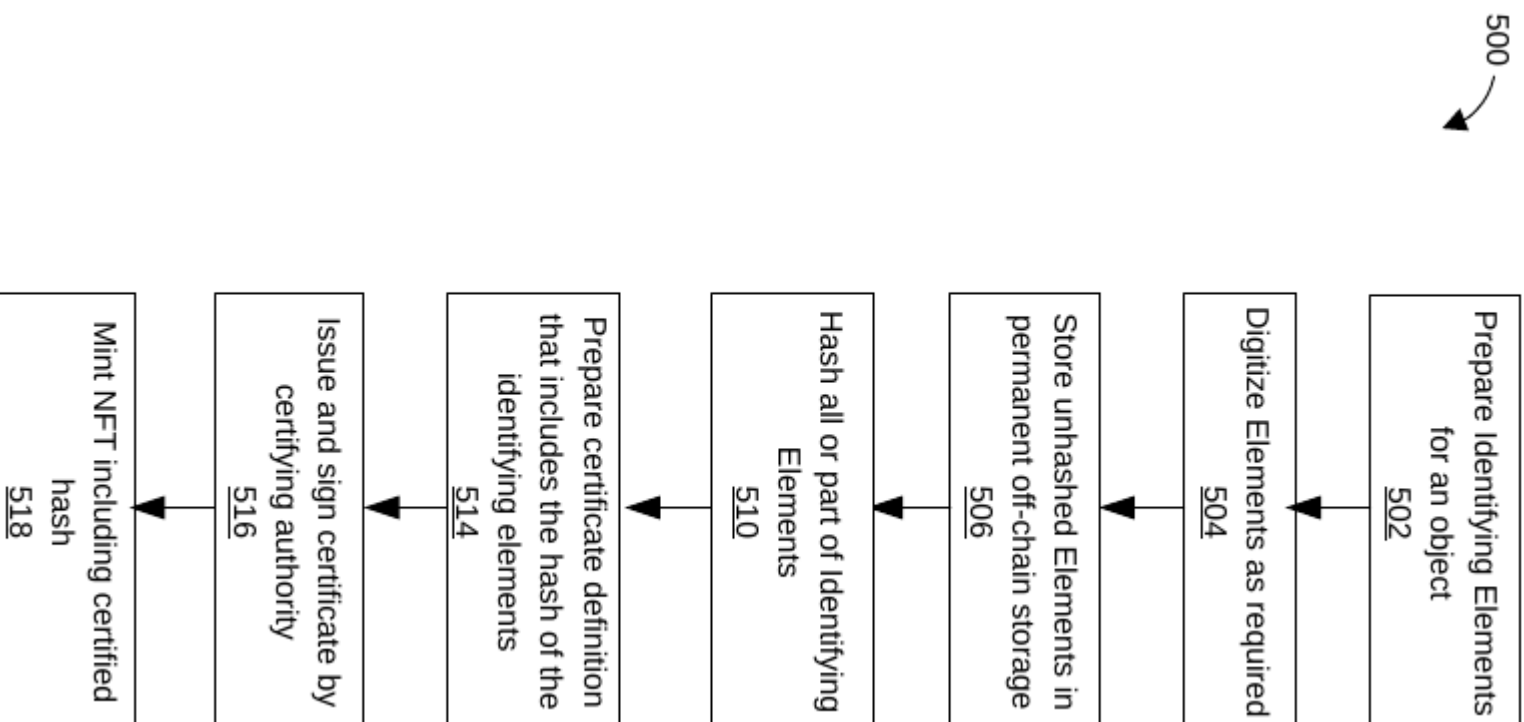 500
Prepare Identifying Elements
for an object
502
Digitize Elements as required
504
Store unhashed Elements in
permanent off-chain storage
506
Hash all or part of Identifying
Elements
510
Prepare certificate definition
that includes the hash of the
identifying elements
514
Issue and sign certificate by
certifying authority
516
Mint NFT including certified
hash
518